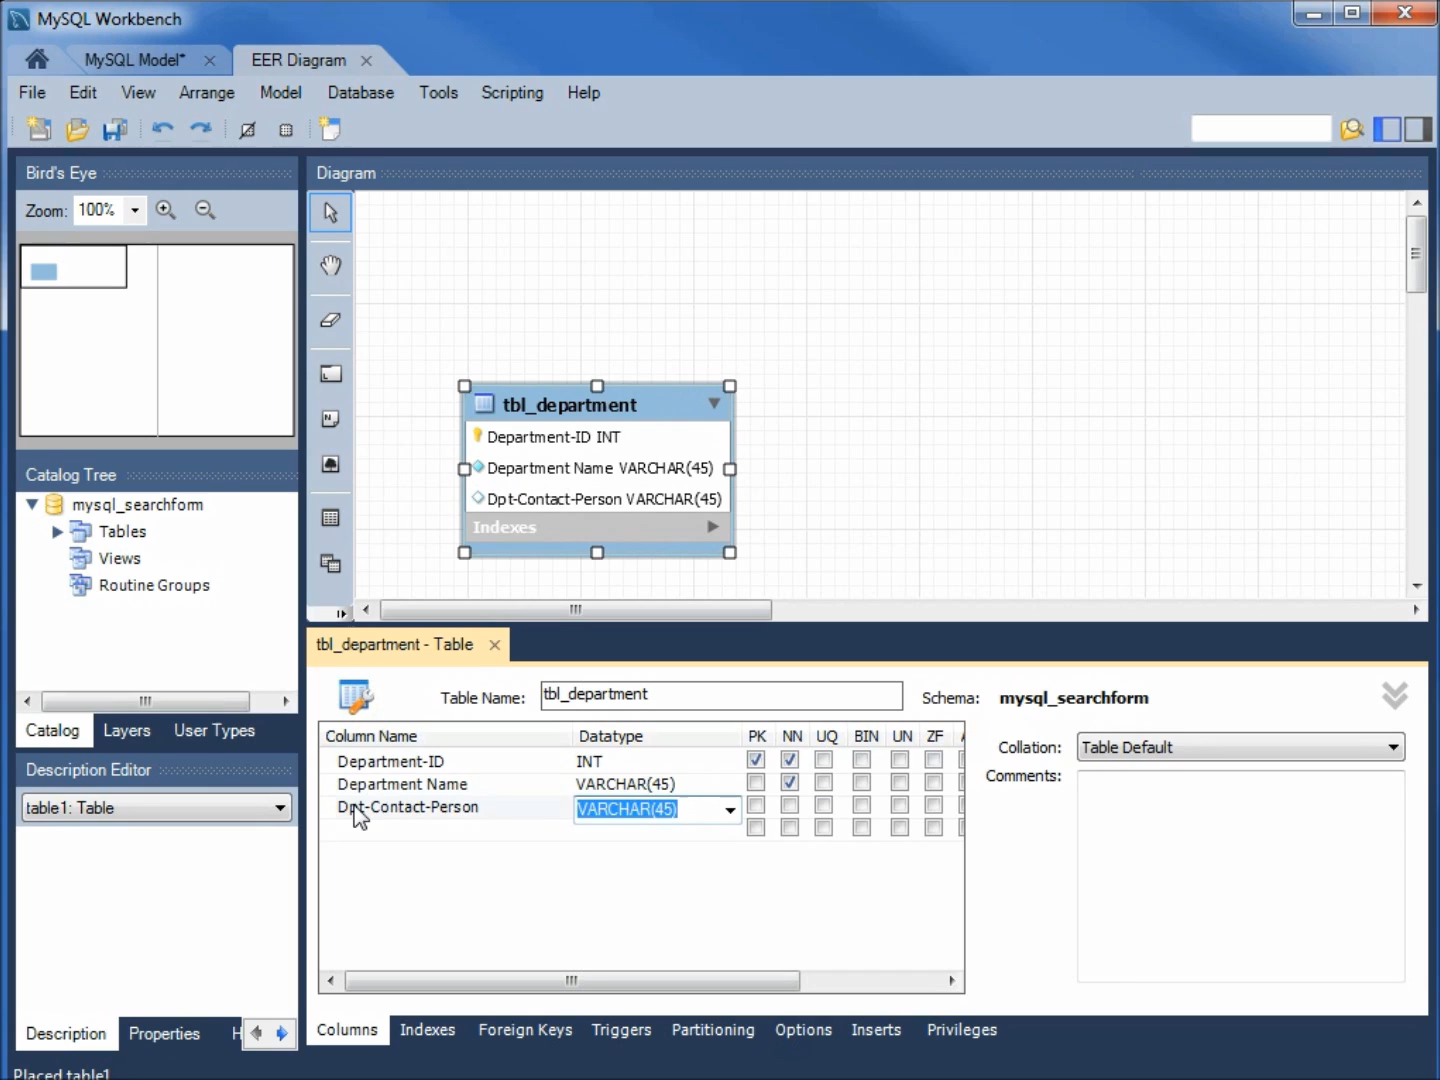 MySQL Workbench
MySQL Model*
EER Diagram
File Edit View Arrange Model Database Tools Scripting Help
Bird's Eye
Zoom: 100%
Diagram
tbl_department
Department-ID INT
Department Name VARCHAR(45)
Dpt-Contact-Person VARCHAR(45)
Indexes
Catalog Tree
mysql_searchform
Tables
Views
Routine Groups
Catalog Layers User Types
Description Editor
table1: Table
Description Properties H
Placed table1
tbl_department - Table
Table Name: tbl_department Schema: mysql_searchform
Column Name Datatype PK NN UQ BIN UN ZF
Department-ID INT
Department Name VARCHAR(45)
Dpt-Contact-Person VARCHAR(45)
Collation: Table Default
Comments:
Columns Indexes Foreign Keys Triggers Partitioning Options Inserts Privileges